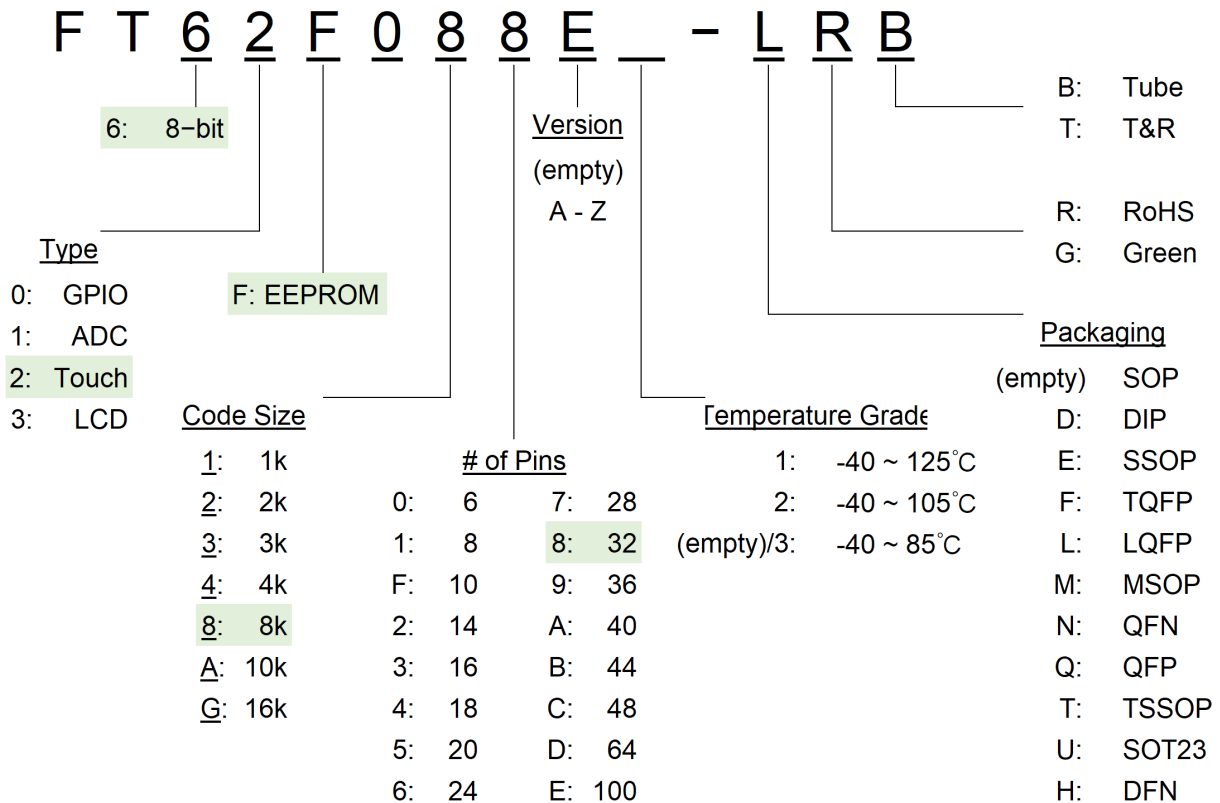 F T 6 2 F 0 8 8 E _ - L R B
6: 8-bit
Version
(empty)
A - Z
B: Tube
T: T&R
R: RoHS
G: Green
Type
0: GPIO
1: ADC
2: Touch
3: LCD
F: EEPROM
Code Size
1: 1k
2: 2k
3: 3k
4: 4k
8: 8k
A: 10k
G: 16k
# of Pins
0: 6 7: 28
1: 8 8: 32
F: 10 9: 36
2: 14 A: 40
3: 16 B: 44
4: 18 C: 48
5: 20 D: 64
6: 24 E: 100
Temperature Grade
1: -40 ~ 125°C
2: -40 ~ 105°C
(empty)/3: -40 ~ 85°C
Packaging
(empty) SOP
D: DIP
E: SSOP
F: TQFP
L: LQFP
M: MSOP
N: QFN
Q: QFP
T: TSSOP
U: SOT23
H: DFN